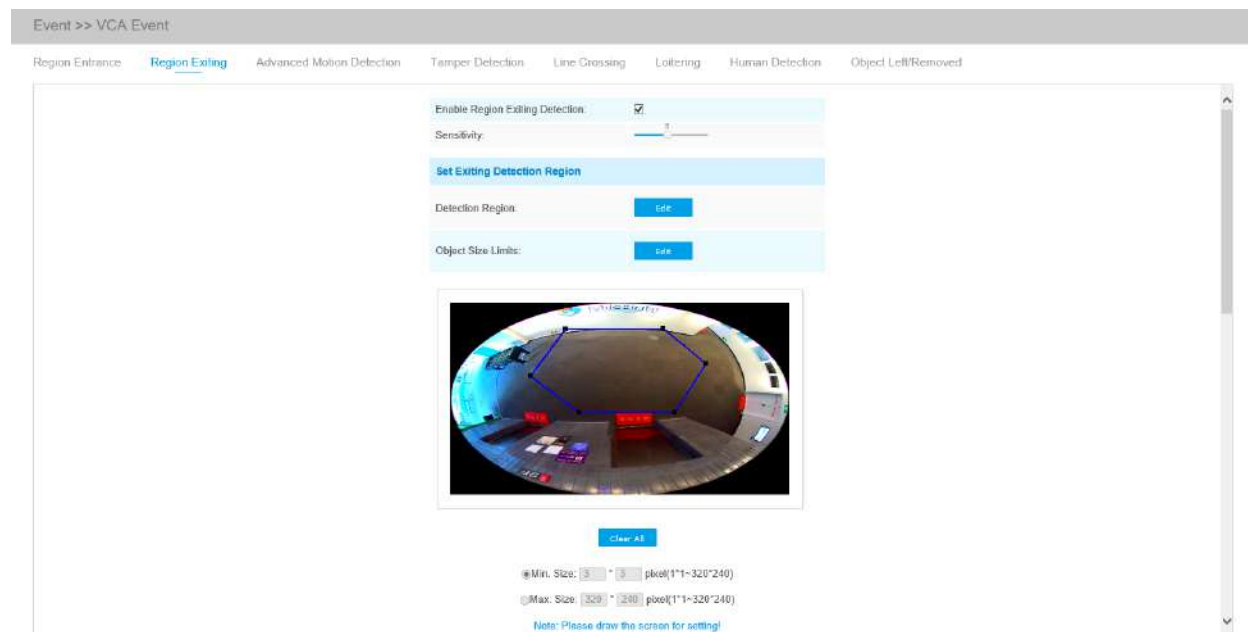 Event >> VCA Event
Region Entrance Region Exiting Advanced Motion Detection Tamper Detection Line Crossing Loitering Human Detection Object Left/Removed
Enable Region Exiting Detection:
Sensitivity:
Set Exiting Detection Region
Detection Region:
Edit
Object Size Limits:
Edit
Clear All
Min. Size: 3 * 3 pixel(1*1~320*240)
Max. Size: 320 * 240 pixel(1*1~320*240)
Note: Please draw the screen for setting!